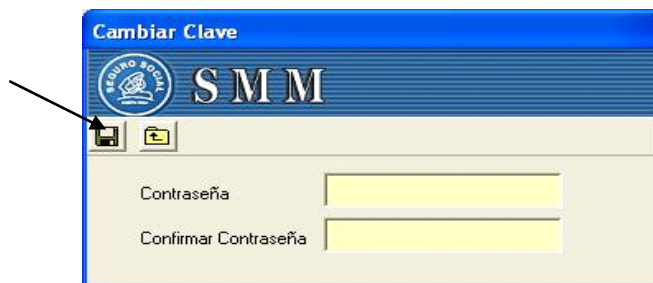 Cambiar Clave
SEGURO SOCIAL
SMM
Contraseña
Confirmar Contraseña